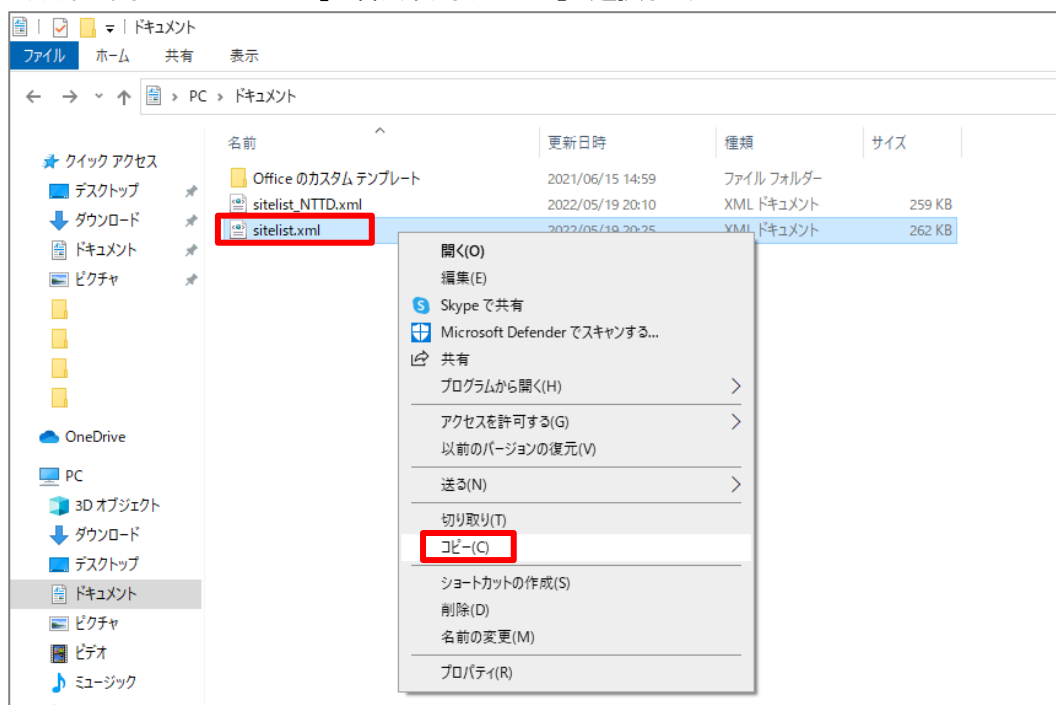 ドキュメント
ファイル ホーム 共有 表示
PC › ドキュメント
名前 更新日時 種類 サイズ
クイック アクセス
デスクトップ
ダウンロード
ドキュメント
ピクチャ
OneDrive
PC
3D オブジェクト
ダウンロード
デスクトップ
ドキュメント
ピクチャ
ビデオ
ミュージック
Office のカスタム テンプレート 2021/06/15 14:59 ファイル フォルダー
sitelist_NTTD.xml 2022/05/19 20:10 XML ドキュメント 259 KB
sitelist.xml 2022/05/19 20:25 XML ドキュメント 262 KB
開く(O)
編集(E)
Skype で共有
Microsoft Defender でスキャンする...
共有
プログラムから開く(H)
アクセスを許可する(G)
以前のバージョンの復元(V)
送る(N)
切り取り(T)
コピー(C)
ショートカットの作成(S)
削除(D)
名前の変更(M)
プロパティ(R)